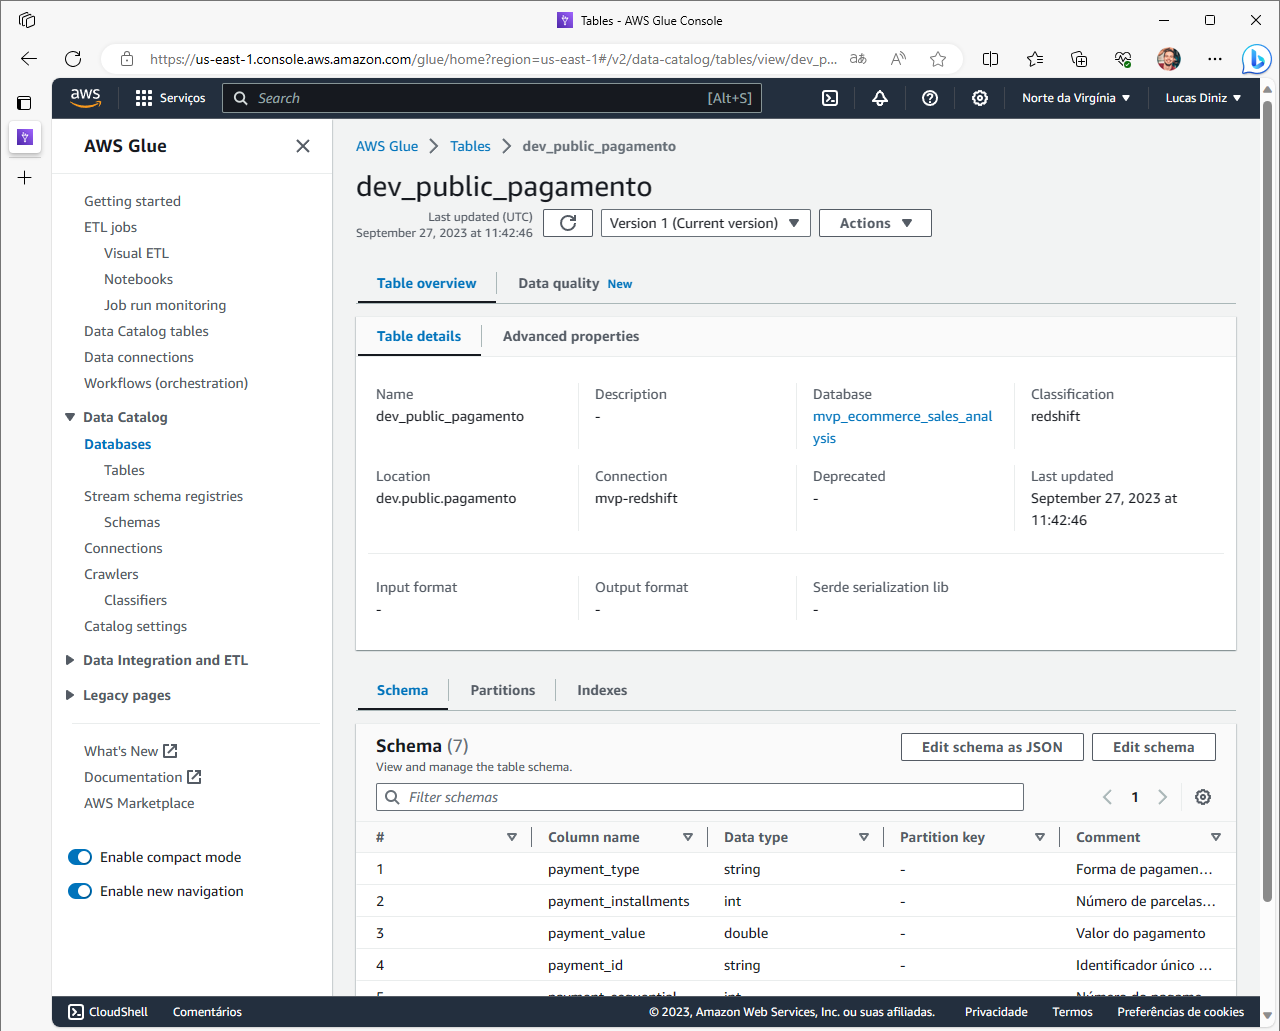 Tables - AWS Glue Console
https://us-east-1.console.aws.amazon.com/glue/home?region=us-east-1#/v2/data-catalog/tables/view/dev_p...
aws
Serviços
Search
[Alt+S]
Norte da Virgínia
Lucas Diniz
AWS Glue
Getting started
ETL jobs
Visual ETL
Notebooks
Job run monitoring
Data Catalog tables
Data connections
Workflows (orchestration)
Data Catalog
Databases
Tables
Stream schema registries
Schemas
Connections
Crawlers
Classifiers
Catalog settings
Data Integration and ETL
Legacy pages
What's New
Documentation
AWS Marketplace
Enable compact mode
Enable new navigation
AWS Glue > Tables > dev_public_pagamento
dev_public_pagamento
Last updated (UTC)
September 27, 2023 at 11:42:46
Version 1 (Current version)
Actions
Table overview
Data quality New
Table details
Advanced properties
Name
dev_public_pagamento
Description
-
Database
mvp_ecommerce_sales_anal
ysis
Classification
redshift
Location
dev.public.pagamento
Connection
mvp-redshift
Deprecated
-
Last updated
September 27, 2023 at
11:42:46
Input format
-
Output format
-
Serde serialization lib
-
Schema
Partitions
Indexes
Schema (7)
View and manage the table schema.
Edit schema as JSON
Edit schema
Filter schemas
1
# Column name Data type Partition key Comment
1 payment_type string - Forma de pagamen...
2 payment_installments int - Número de parcelas...
3 payment_value double - Valor do pagamento
4 payment_id string - Identificador único ...
5 payment_sequential int - Número de pagame...
CloudShell
Comentários
© 2023, Amazon Web Services, Inc. ou suas afiliadas.
Privacidade
Termos
Preferências de cookies